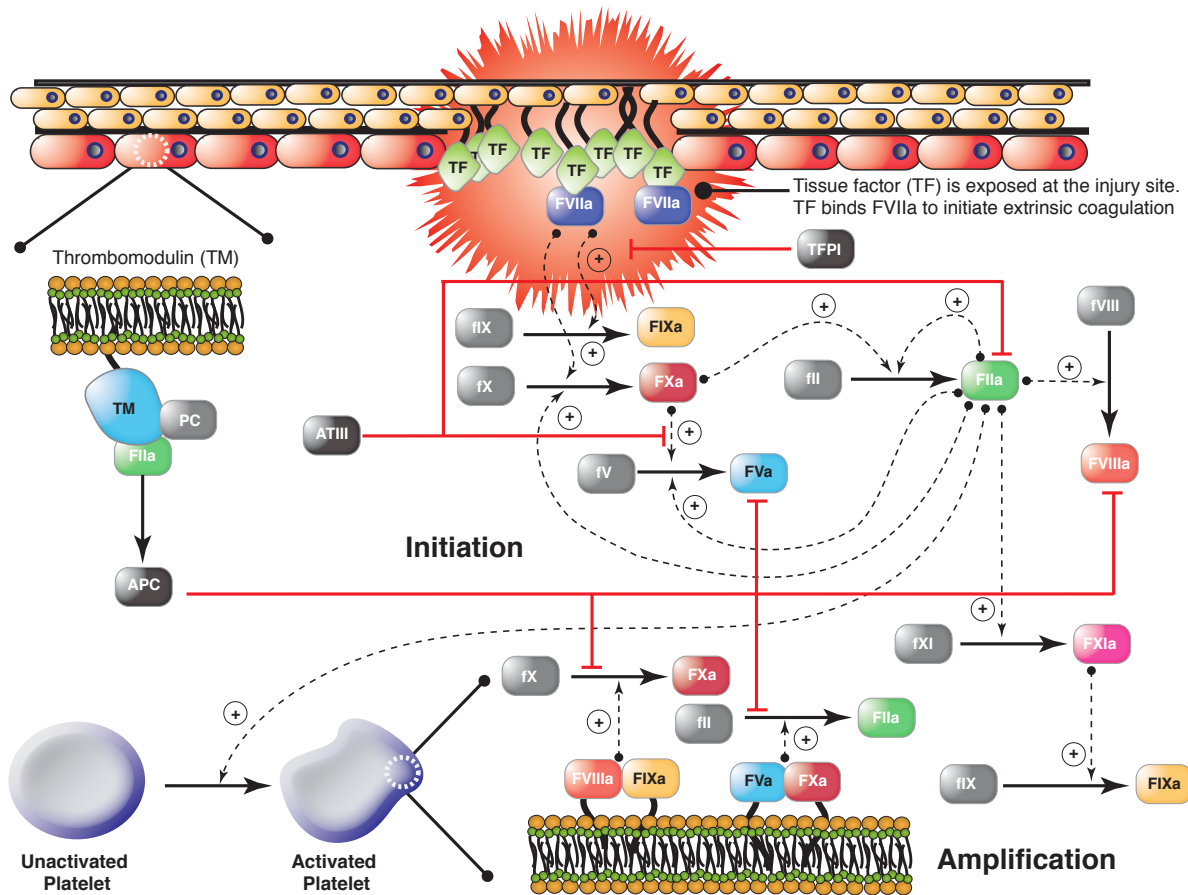 TF
TF
TF
TF
TF
TF
TF
TF
FVIIa
FVIIa
Tissue factor (TF) is exposed at the injury site.
TF binds FVIIa to initiate extrinsic coagulation
Thrombomodulin (TM)
TFPI
+
fIX
FIXa
+
+
+
fVIII
fX
FXa
fII
FIIa
+
TM
PC
FIIa
+
ATIII
+
fV
FVa
FVIIIa
+
Initiation
APC
+
fXI
FXIa
fX
FXa
fII
FIIa
+
+
+
+
FVIIIa
FIXa
FVa
FXa
fIX
FIXa
Unactivated
Platelet
Activated
Platelet
Amplification